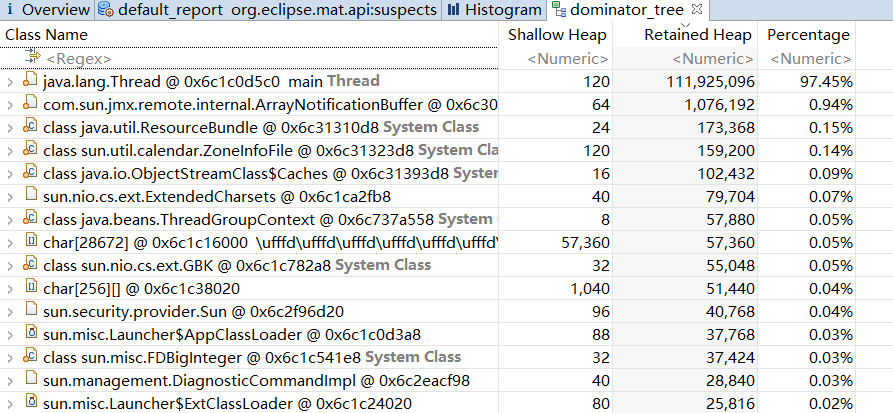 i Overview default_report org.eclipse.mat.api:suspects Histogram dominator_tree
Class Name Shallow Heap Retained Heap Percentage
<Regex> <Numeric> <Numeric> <Numeric>
java.lang.Thread @ 0x6c1c0d5c0 main Thread 120 111,925,096 97.45%
com.sun.jmx.remote.internal.ArrayNotificationBuffer @ 0x6c30 64 1,076,192 0.94%
class java.util.ResourceBundle @ 0x6c31310d8 System Class 24 173,368 0.15%
class sun.util.calendar.ZoneInfoFile @ 0x6c31323d8 System Cla 120 159,200 0.14%
class java.io.ObjectStreamClass$Caches @ 0x6c31393d8 System 16 102,432 0.09%
sun.nio.cs.ext.ExtendedCharsets @ 0x6c1ca2fb8 40 79,704 0.07%
class java.beans.ThreadGroupContext @ 0x6c737a558 System 8 57,880 0.05%
char[28672] @ 0x6c1c16000 \ufffd\ufffd\ufffd\ufffd\ufffd\ufffd\ 57,360 57,360 0.05%
class sun.nio.cs.ext.GBK @ 0x6c1c782a8 System Class 32 55,048 0.05%
char[256][] @ 0x6c1c38020 1,040 51,440 0.04%
sun.security.provider.Sun @ 0x6c2f96d20 96 40,768 0.04%
sun.misc.Launcher$AppClassLoader @ 0x6c1c0d3a8 88 37,768 0.03%
class sun.misc.FDBigInteger @ 0x6c1c541e8 System Class 32 37,424 0.03%
sun.management.DiagnosticCommandImpl @ 0x6c2eacf98 40 28,840 0.03%
sun.misc.Launcher$ExtClassLoader @ 0x6c1c24020 80 25,816 0.02%